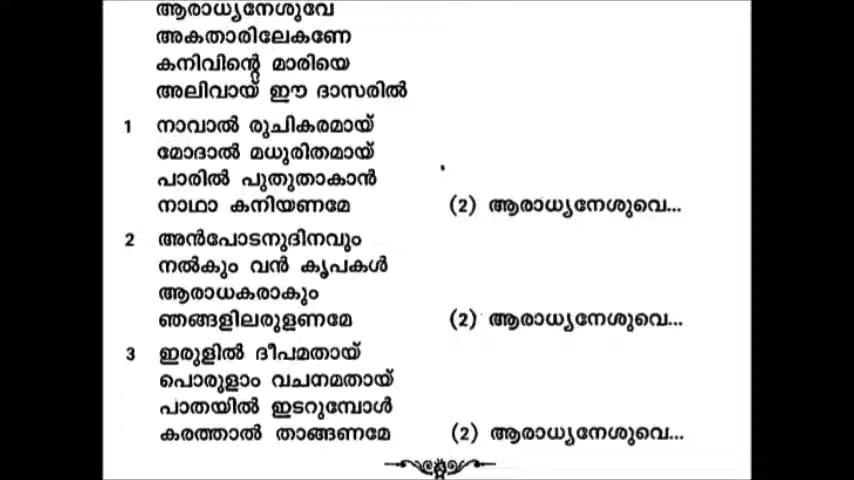 ആരാധ്യനേശുവേ
അകതാരിലേകണേ
കനിവിന്റെ മാരിയെ
അലിവായ് ഈ ദാസരിൽ
1 നാവാൽ രുചികരമായ്
മോദാൽ മധുരിതമായ്
പാരിൽ പുതുതാകാൻ
നാഥാ കനിയണമേ (2) ആരാധ്യനേശുവെ...
2 അൻപോടനുദിനവും
നൽകും വൻ കൃപകൾ
ആരാധകരാകും
ഞങ്ങളിലരുളണമേ (2) ആരാധ്യനേശുവെ...
3 ഇരുളിൽ ദീപമതായ്
പൊരുളാം വചനമതായ്
പാതയിൽ ഇടറുമ്പോൾ
കരത്താൽ താങ്ങണമേ (2) ആരാധ്യനേശുവെ...